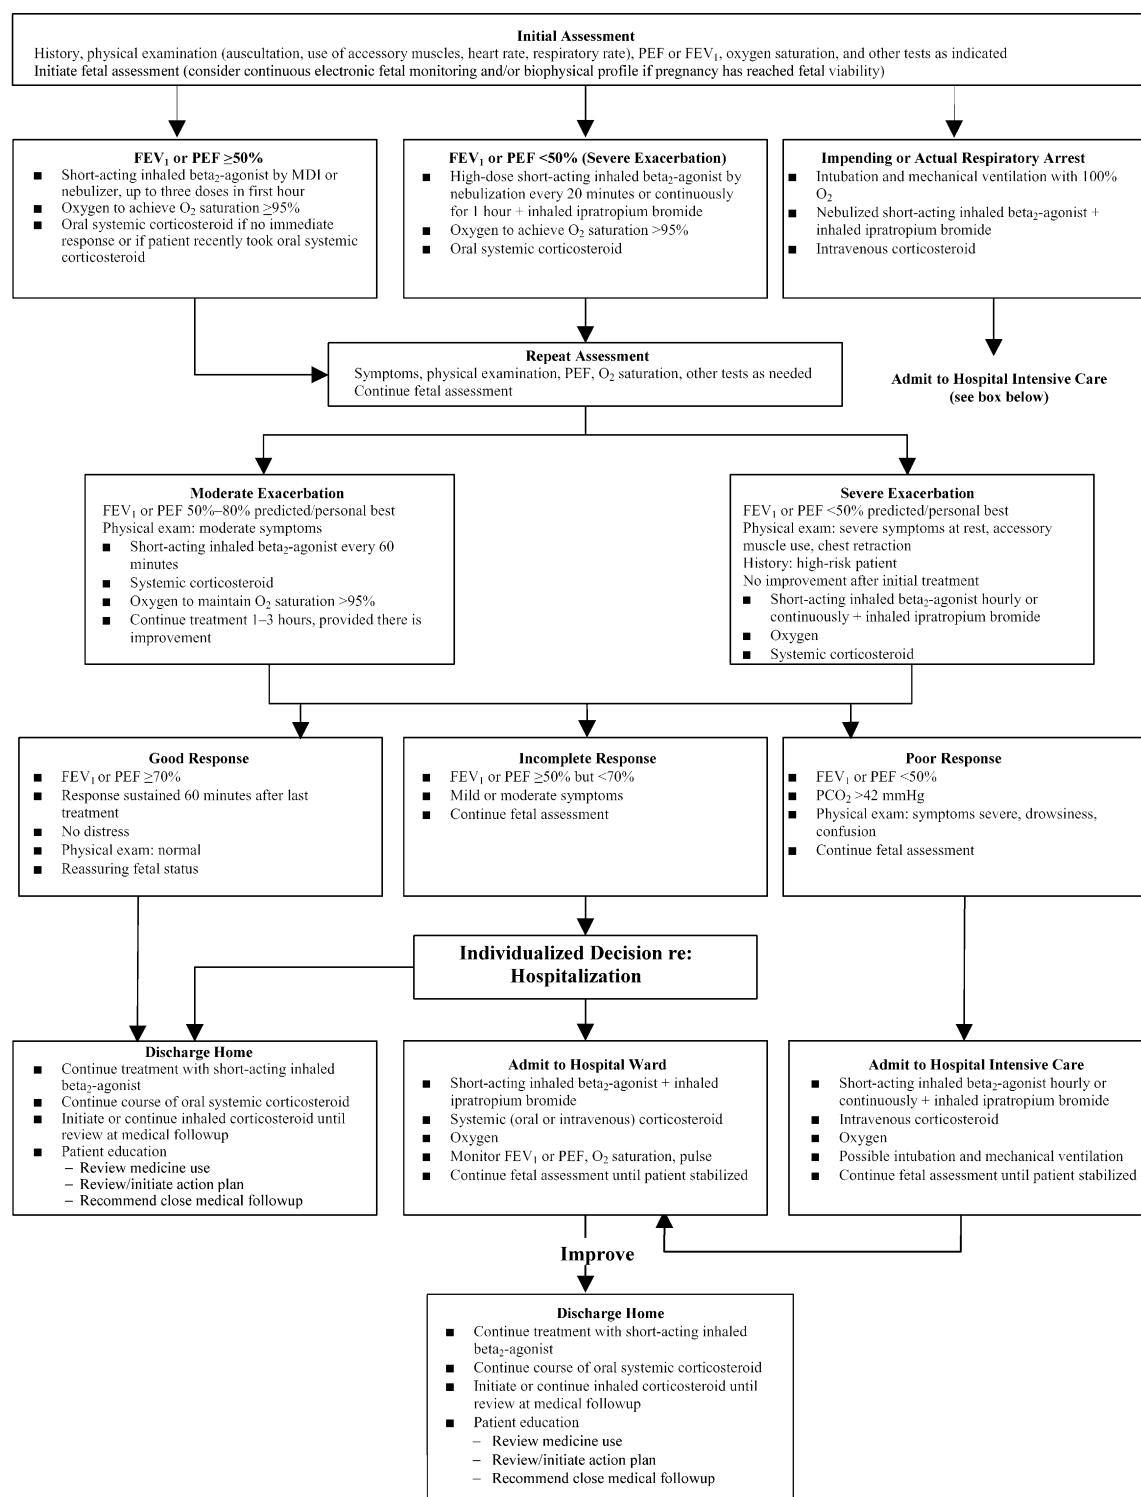 Initial Assessment
History, physical examination (auscultation, use of accessory muscles, heart rate, respiratory rate), PEF or FEV₁, oxygen saturation, and other tests as indicated
Initiate fetal assessment (consider continuous electronic fetal monitoring and/or biophysical profile if pregnancy has reached fetal viability)
FEV₁ or PEF ≥50%
■ Short-acting inhaled beta₂-agonist by MDI or
nebulizer, up to three doses in first hour
■ Oxygen to achieve O₂ saturation ≥95%
■ Oral systemic corticosteroid if no immediate
response or if patient recently took oral systemic
corticosteroid
FEV₁ or PEF <50% (Severe Exacerbation)
■ High-dose short-acting inhaled beta₂-agonist by
nebulization every 20 minutes or continuously
for 1 hour + inhaled ipratropium bromide
■ Oxygen to achieve O₂ saturation >95%
■ Oral systemic corticosteroid
Impending or Actual Respiratory Arrest
■ Intubation and mechanical ventilation with 100%
O₂
■ Nebulized short-acting inhaled beta₂-agonist +
inhaled ipratropium bromide
■ Intravenous corticosteroid
Repeat Assessment
Symptoms, physical examination, PEF, O₂ saturation, other tests as needed
Continue fetal assessment
Admit to Hospital Intensive Care
(see box below)
Moderate Exacerbation
FEV₁ or PEF 50%–80% predicted/personal best
Physical exam: moderate symptoms
■ Short-acting inhaled beta₂-agonist every 60
minutes
■ Systemic corticosteroid
■ Oxygen to maintain O₂ saturation >95%
■ Continue treatment 1–3 hours, provided there is
improvement
Severe Exacerbation
FEV₁ or PEF <50% predicted/personal best
Physical exam: severe symptoms at rest, accessory
muscle use, chest retraction
History: high-risk patient
No improvement after initial treatment
■ Short-acting inhaled beta₂-agonist hourly or
continuously + inhaled ipratropium bromide
■ Oxygen
■ Systemic corticosteroid
Good Response
■ FEV₁ or PEF ≥70%
■ Response sustained 60 minutes after last
treatment
■ No distress
■ Physical exam: normal
■ Reassuring fetal status
Incomplete Response
■ FEV₁ or PEF ≥50% but <70%
■ Mild or moderate symptoms
■ Continue fetal assessment
Poor Response
■ FEV₁ or PEF <50%
■ PCO₂ >42 mmHg
■ Physical exam: symptoms severe, drowsiness,
confusion
■ Continue fetal assessment
Individualized Decision re:
Hospitalization
Discharge Home
■ Continue treatment with short-acting inhaled
beta₂-agonist
■ Continue course of oral systemic corticosteroid
■ Initiate or continue inhaled corticosteroid until
review at medical followup
■ Patient education
– Review medicine use
– Review/initiate action plan
– Recommend close medical followup
Admit to Hospital Ward
■ Short-acting inhaled beta₂-agonist + inhaled
ipratropium bromide
■ Systemic (oral or intravenous) corticosteroid
■ Oxygen
■ Monitor FEV₁ or PEF, O₂ saturation, pulse
■ Continue fetal assessment until patient stabilized
Admit to Hospital Intensive Care
■ Short-acting inhaled beta₂-agonist hourly or
continuously + inhaled ipratropium bromide
■ Intravenous corticosteroid
■ Oxygen
■ Possible intubation and mechanical ventilation
■ Continue fetal assessment until patient stabilized
Improve
Discharge Home
■ Continue treatment with short-acting inhaled
beta₂-agonist
■ Continue course of oral systemic corticosteroid
■ Initiate or continue inhaled corticosteroid until
review at medical followup
■ Patient education
– Review medicine use
– Review/initiate action plan
– Recommend close medical followup